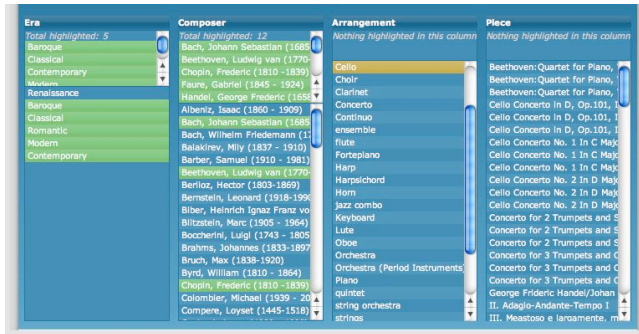 Era
Total highlighted: 5
Baroque
Classical
Contemporary
Modern
Renaissance
Baroque
Classical
Romantic
Modern
Contemporary
Composer
Total highlighted: 12
Bach, Johann Sebastian (1685
Beethoven, Ludwig van (1770-
Chopin, Frederic (1810 -1839)
Faure, Gabriel (1845 - 1924)
Handel, George Frederic (1658
Albeniz, Isaac (1860 - 1909)
Bach, Johann Sebastian (1685
Bach, Wilhelm Friedemann (17
Balakirev, Mily (1837 - 1910)
Barber, Samuel (1910 - 1981)
Beethoven, Ludwig van (1770-
Berlioz, Hector (1803-1869)
Bernstein, Leonard (1918-1990
Biber, Heinrich Ignaz Franz vo
Blitzstein, Marc (1905 - 1964)
Boccherini, Luigi (1743 - 1805
Brahms, Johannes (1833-1897
Bruch, Max (1838-1920)
Byrd, William (1810 - 1864)
Chopin, Frederic (1810 -1839)
Colombier, Michael (1939 - 20
Compere, Loyset (1445-1518)
Arrangement
Nothing highlighted in this column
Cello
Choir
Clarinet
Concerto
Continuo
ensemble
flute
Fortepiano
Harp
Harpsichord
Horn
jazz combo
Keyboard
Lute
Oboe
Orchestra
Orchestra (Period Instruments)
Piano
quintet
string orchestra
strings
Piece
Nothing highlighted in this column
Beethoven:Quartet for Piano,
Beethoven:Quartet for Piano,
Beethoven:Quartet for Piano,
Cello Concerto in D, Op.101, I
Cello Concerto in D, Op.101, I
Cello Concerto in D, Op.101, I
Cello Concerto No. 1 in C Majo
Cello Concerto No. 1 in C Majo
Cello Concerto No. 1 in C Majo
Cello Concerto No. 2 in D Majo
Cello Concerto No. 2 in D Majo
Cello Concerto No. 2 in D Majo
Concerto for 2 Trumpets and S
Concerto for 2 Trumpets and S
Concerto for 2 Trumpets and S
Concerto for 3 Trumpets and C
Concerto for 3 Trumpets and C
Concerto for 3 Trumpets and C
George Frideric Handel/Johan
II. Adagio-Andante-Tempo I
III. Meastoso e largamente, m